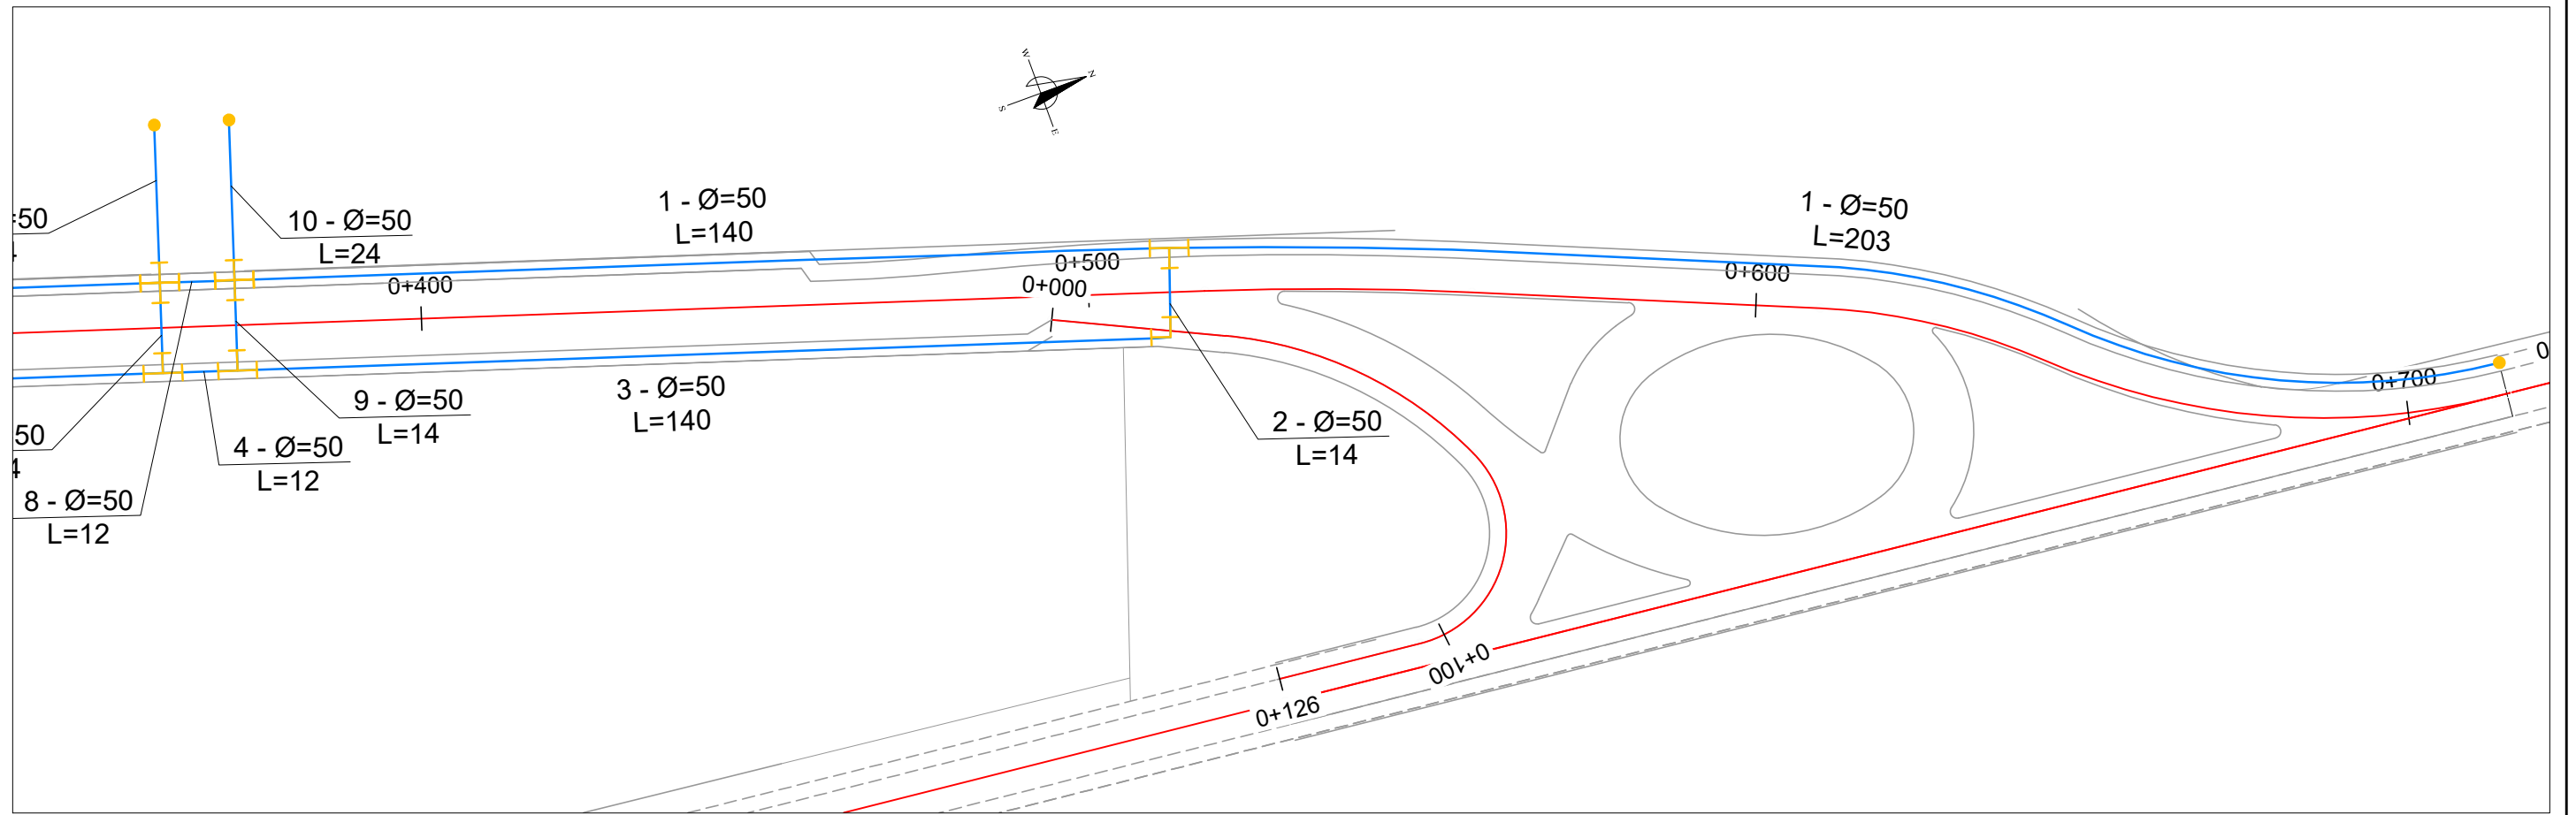 W
N
S
E
=50
10 - Ø=50
L=24
1 - Ø=50
L=140
1 - Ø=50
L=203
0+400
0+500
0+000
0+600
0+700
3 - Ø=50
L=140
9 - Ø=50
L=14
4 - Ø=50
L=12
50
4
8 - Ø=50
L=12
2 - Ø=50
L=14
0+100
0+126